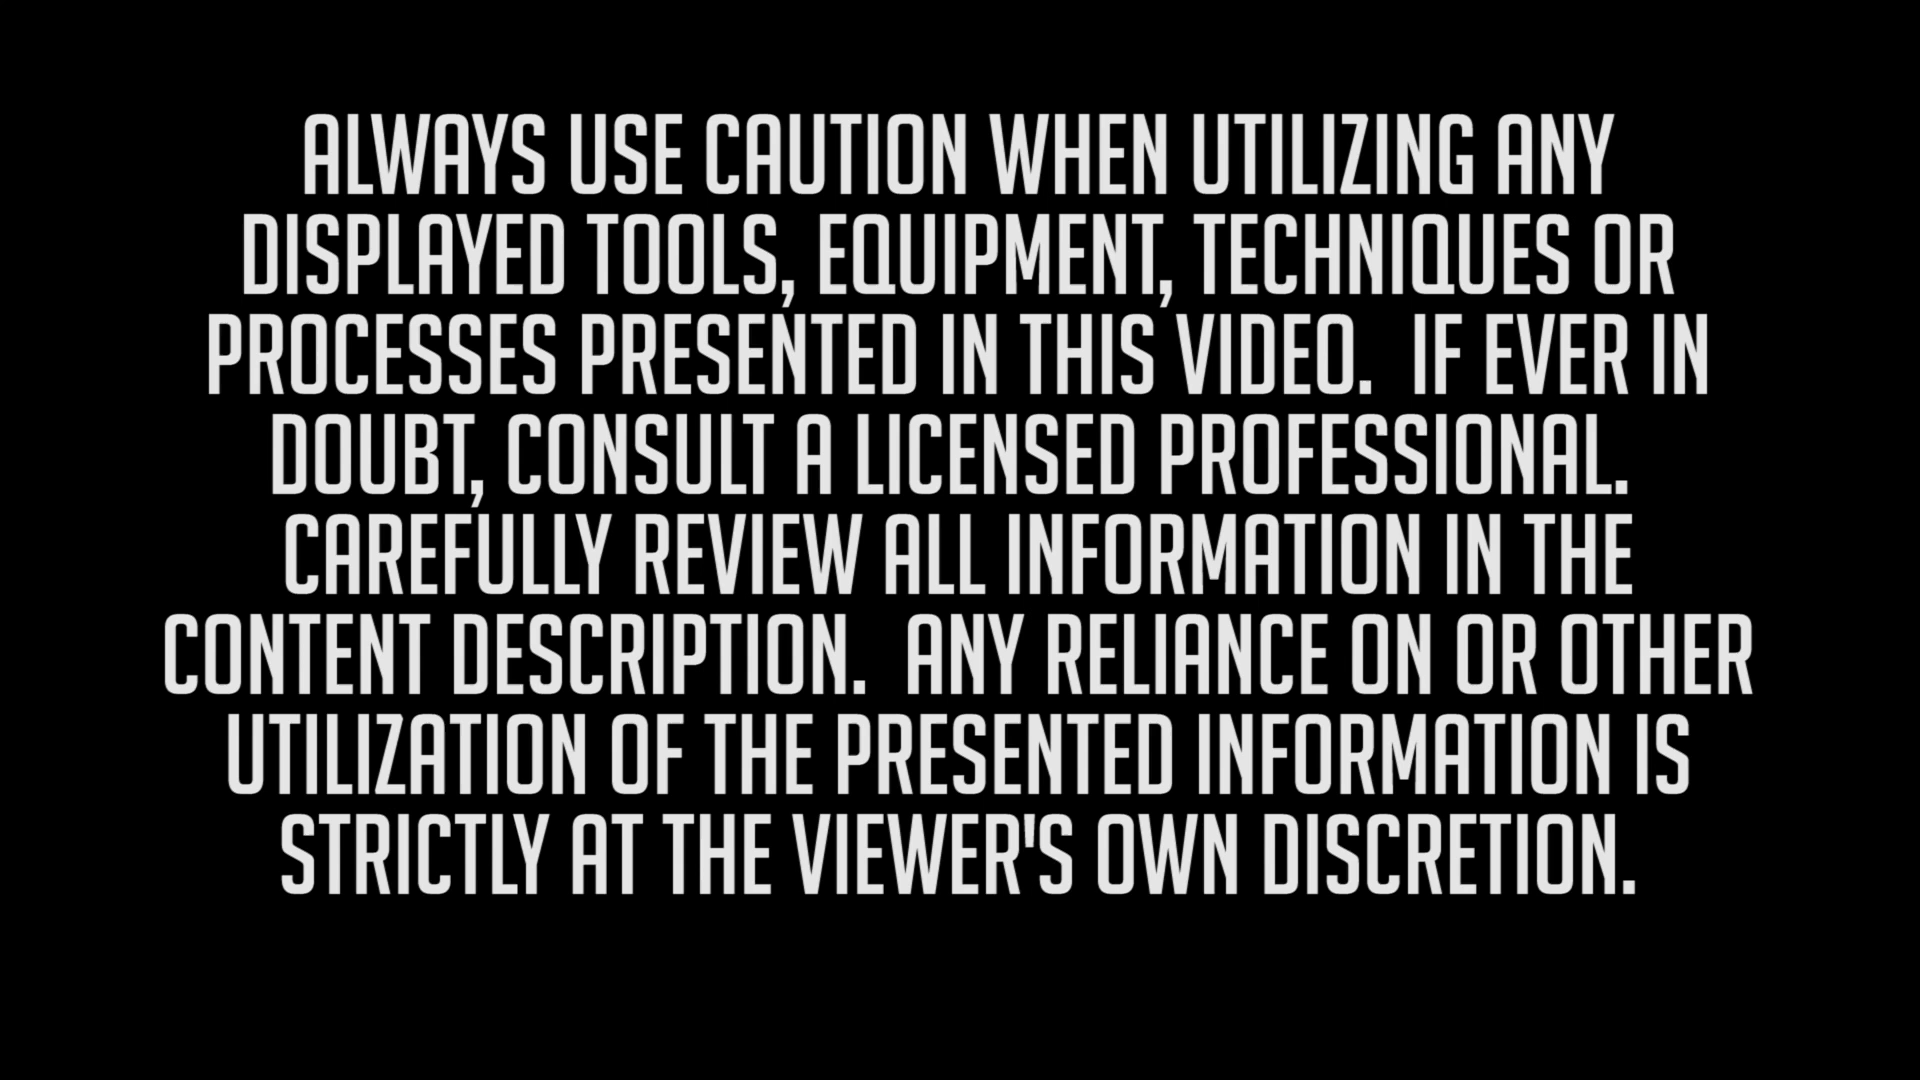 ALWAYS USE CAUTION WHEN UTILIZING ANY
DISPLAYED TOOLS, EQUIPMENT, TECHNIQUES OR
PROCESSES PRESENTED IN THIS VIDEO.  IF EVER IN
DOUBT, CONSULT A LICENSED PROFESSIONAL.
CAREFULLY REVIEW ALL INFORMATION IN THE
CONTENT DESCRIPTION.  ANY RELIANCE ON OR OTHER
UTILIZATION OF THE PRESENTED INFORMATION IS
STRICTLY AT THE VIEWER'S OWN DISCRETION.